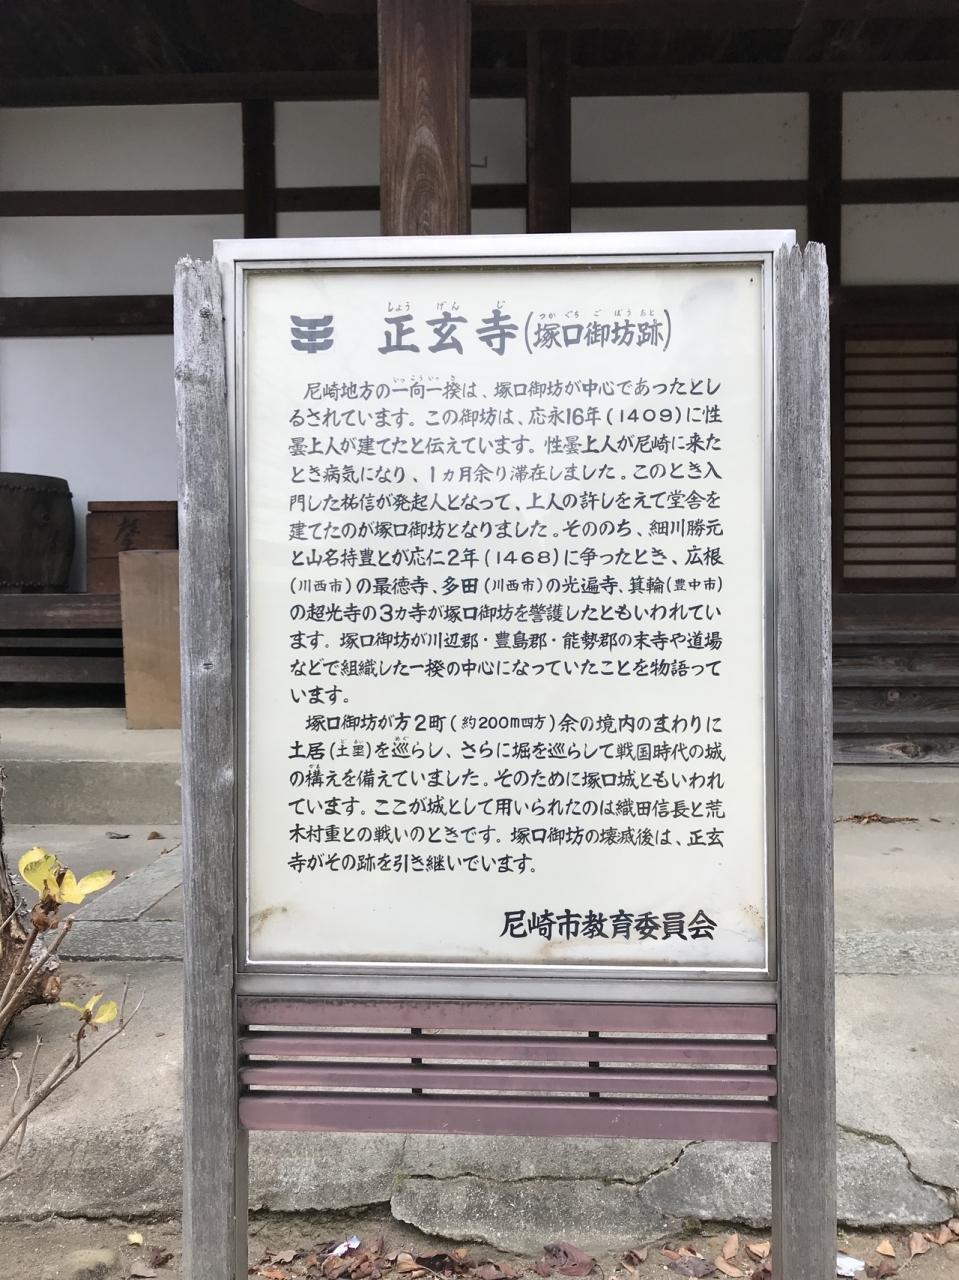 正玄寺(塚口御坊跡)
尼崎地方の一向一揆は、塚口御坊が中心であったとし
るされています。この御坊は、応永16年(1409)に性
曇上人が建てたと伝えています。性曇上人が尼崎に来た
とき病気になり、1ヵ月余り滞在しました。このとき入
門した祐信が発起人となって、上人の許しをえて堂舎を
建てたのが塚口御坊となりました。そののち、細川勝元
と山名持豊とが応仁2年(1468)に争ったとき、広根
(川西市)の最徳寺、多田(川西市)の光遍寺、箕輪(豊中市)
の超光寺の3ヵ寺が塚口御坊を警護したともいわれてい
ます。塚口御坊が川辺郡・豊島郡・能勢郡の末寺や道場
などで組織した一揆の中心になっていたことを物語って
います。
塚口御坊が方2町(約200m四方)余の境内のまわりに
土居(土塁)を巡らし、さらに堀を巡らして戦国時代の城
の構えを備えていました。そのために塚口城ともいわれ
ています。ここが城として用いられたのは織田信長と荒
木村重との戦いのときです。塚口御坊の壊滅後は、正玄
寺がその跡を引き継いでいます。
尼崎市教育委員会